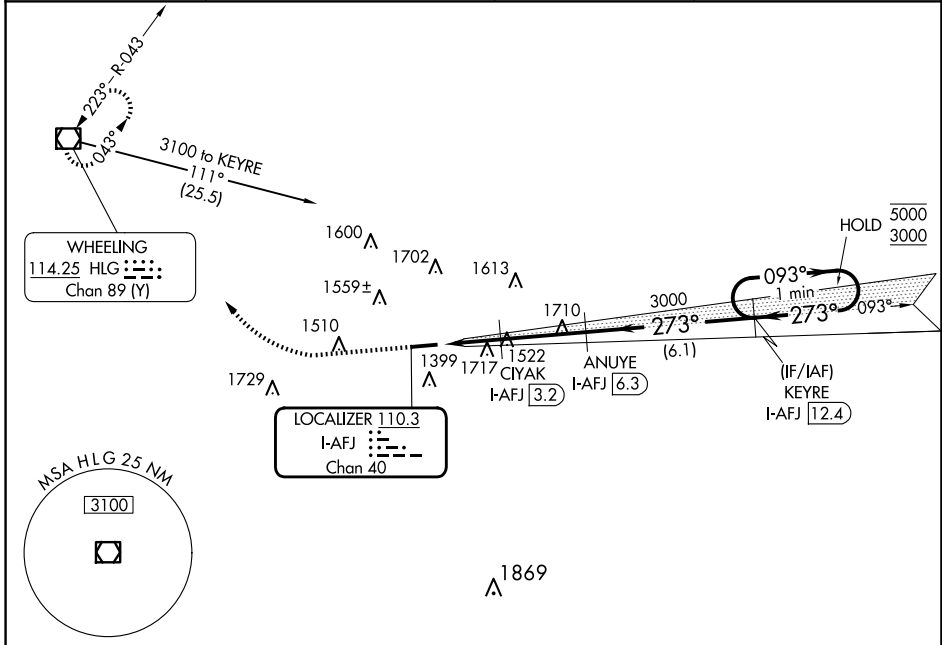 223°
R-043
043°
3100 to KEYRE
111°
(25.5)
WHEELING
114.25 HLG
Chan 89 (Y)
1600
1702
1613
1559±
1510
1710
1729
1399
1717
1522
CIYAK
I-AFJ 3.2
ANUYE
I-AFJ 6.3
3000
273°
(6.1)
HOLD
5000
3000
093°
1 min
273°
093°
(IF/IAF)
KEYRE
I-AFJ 12.4
LOCALIZER 110.3
I-AFJ
Chan 40
MSA HLG 25 NM
3100
1869